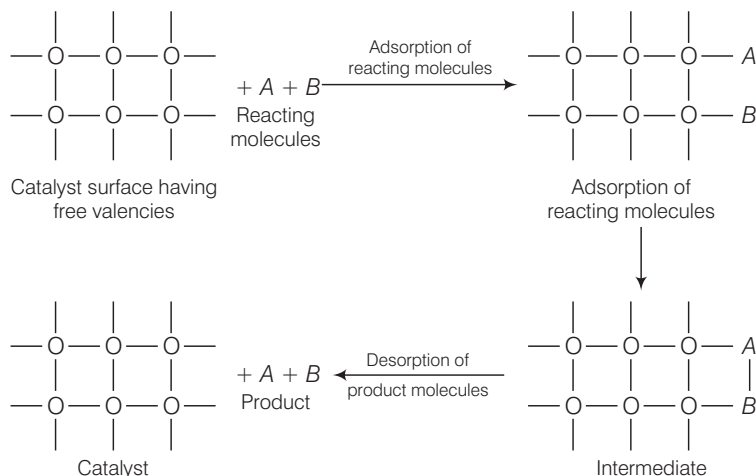 O O O
O O O
+ A + B
Reacting
molecules
Catalyst surface having
free valencies
Adsorption of
reacting molecules
O O O A
O O O B
Adsorption of
reacting molecules
O O O
O O O
Catalyst
+ A + B
Product
Desorption of
product molecules
O O O A
O O O B
Intermediate